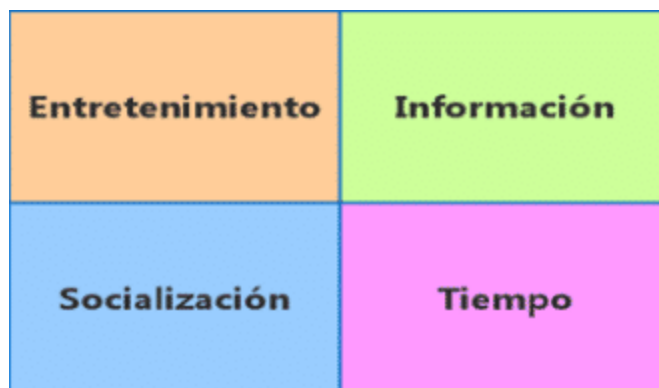 Entretenimiento
Información
Socialización
Tiempo